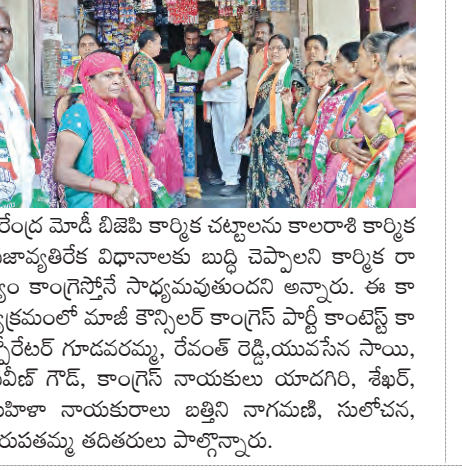 రేంద్ర మోడీ బిజెపి కార్మిక చట్టాలను కాలరాశి కార్మిక
జావ్యతిరేక విధానాలకు బుద్ధి చెప్పాలని కార్మిక రా
్యం కాంగ్రెస్తోనే సాధ్యమవుతుందని అన్నారు. ఈ కా
్యక్రమంలో మాజీ కౌన్సిలర్ కాంగ్రెస్ పార్టీ కాంటెస్ట్ కా
్పరేటర్ గూడవరమ్మ, రేవంత్ రెడ్డి,యువసేన సాయి,
వీణ్ గౌడ్, కాంగ్రెస్ నాయకులు యాదగిరి, శేఖర్,
మహిళా నాయకురాలు బత్తిని నాగమణి, సులోచన,
రుపతమ్మ తదితరులు పాల్గొన్నారు.